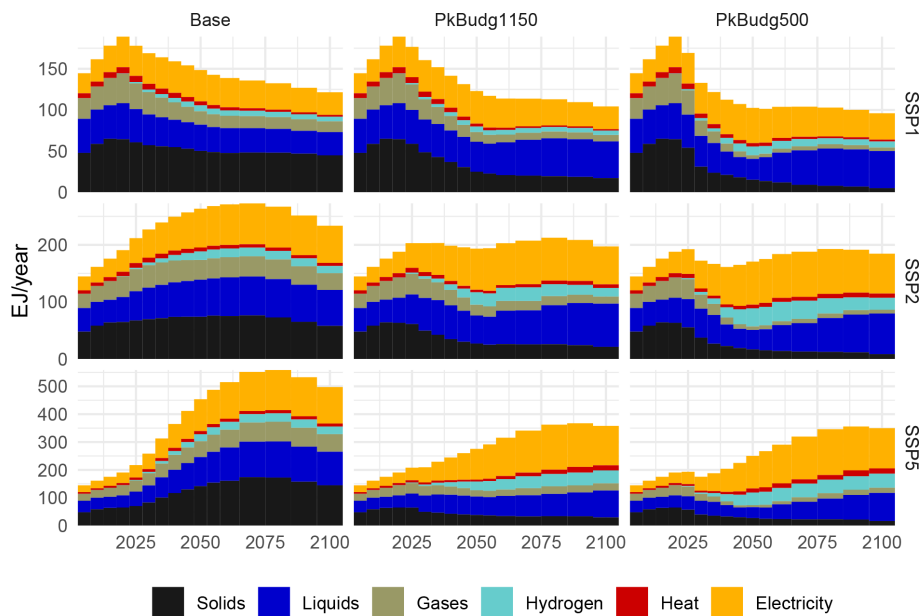 Base PkBudg1150 PkBudg500
EJ/year
150
100
50
0
SSP1
200
100
0
SSP2
500
400
300
200
100
0
SSP5
2025 2050 2075 2100 2025 2050 2075 2100 2025 2050 2075 2100
Solids Liquids Gases Hydrogen Heat Electricity